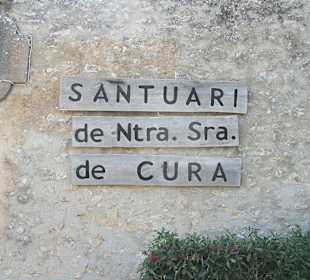 SANTUARI
de Ntra. Sra.
de CURA